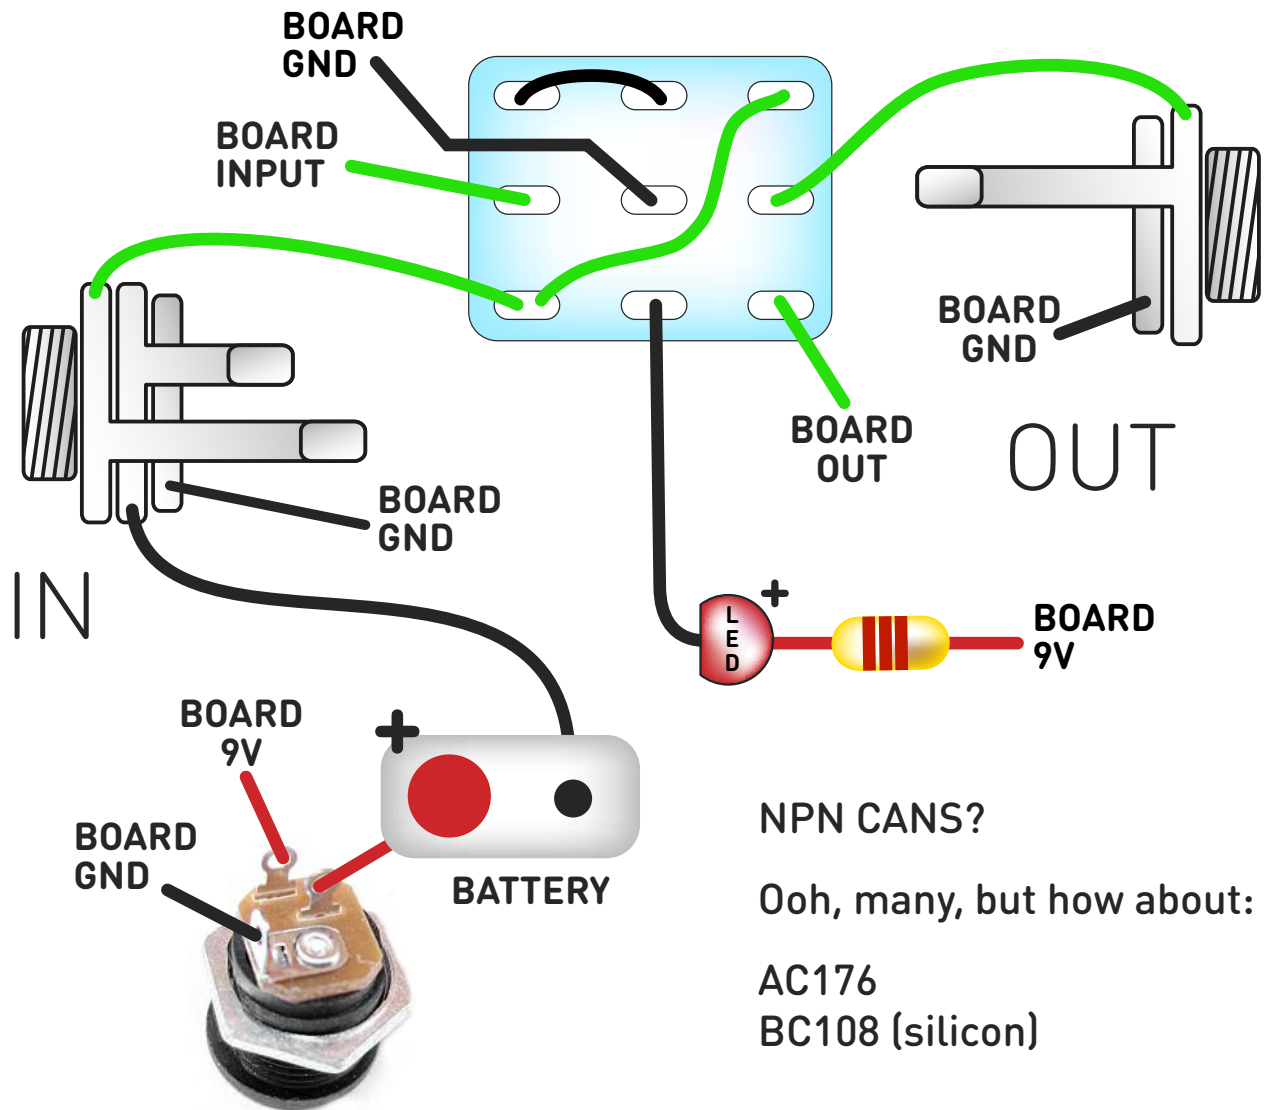 BOARD
GND
BOARD
INPUT
BOARD
GND
BOARD
OUT
OUT
BOARD
GND
IN
+
LED
BOARD
9V
BOARD
9V
+
BOARD
GND
BATTERY
NPN CANS?
Ooh, many, but how about:
AC176
BC108 (silicon)